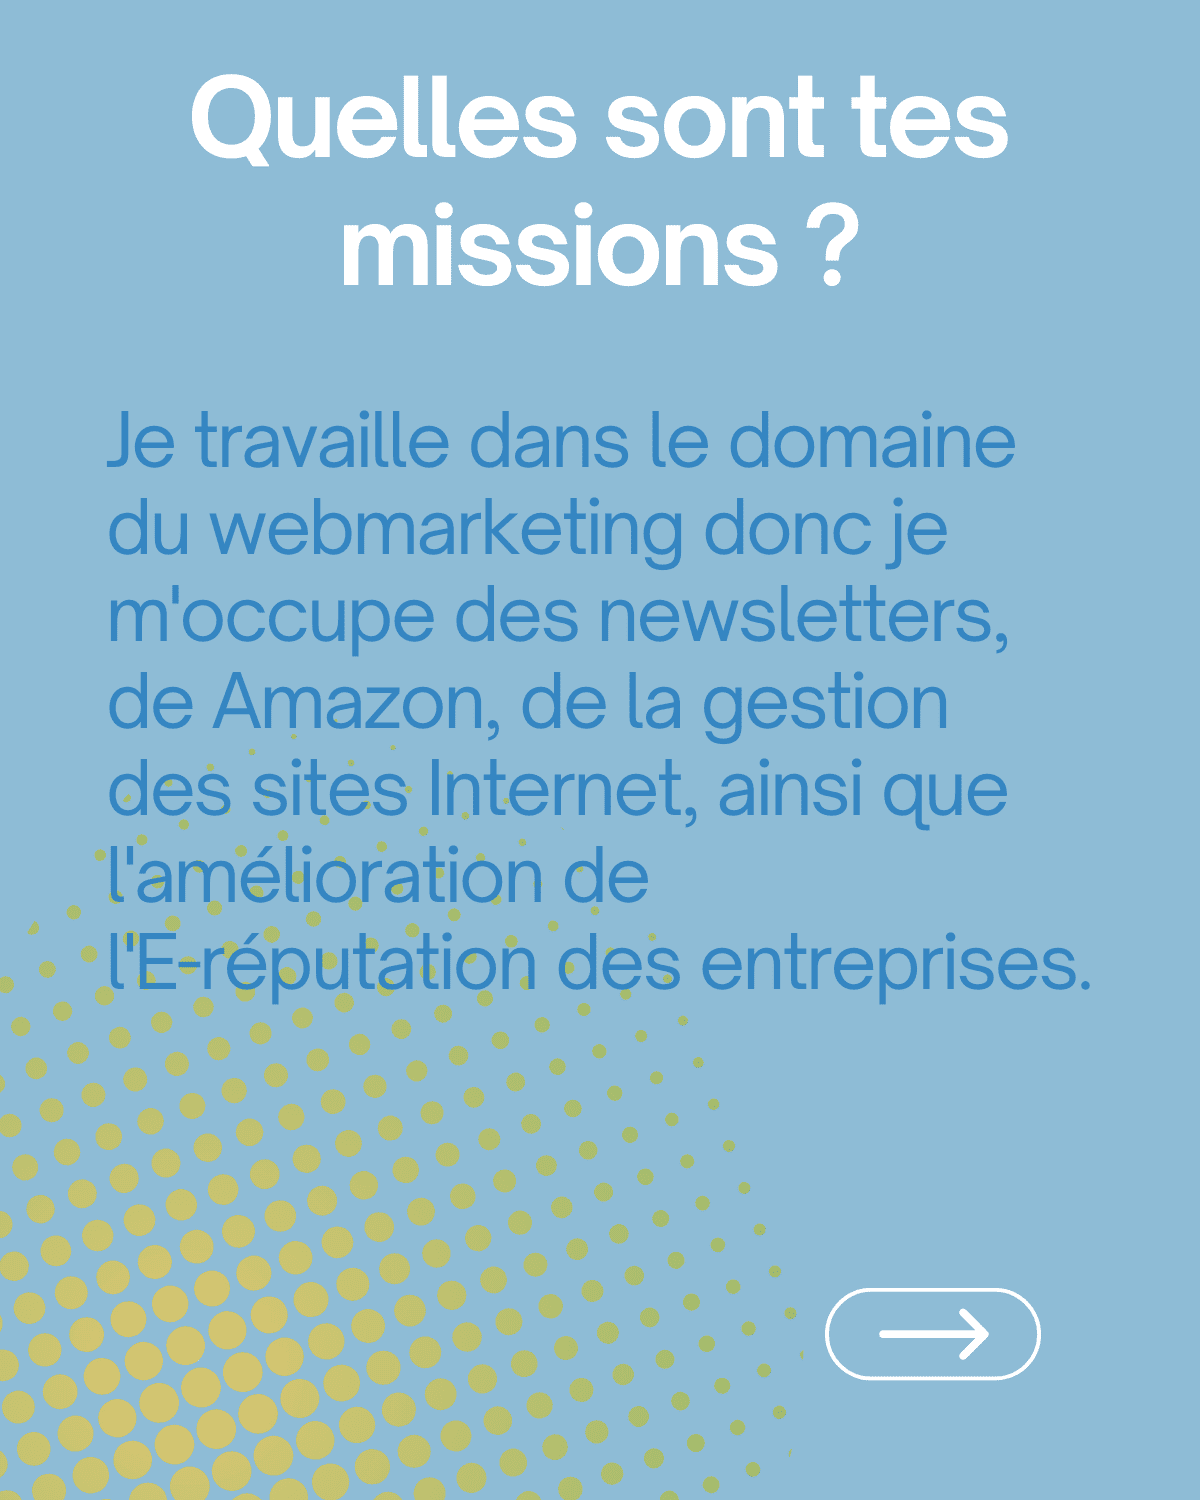 Quelles sont tes
missions ?
Je travaille dans le domaine
du webmarketing donc je
m'occupe des newsletters,
de Amazon, de la gestion
des sites Internet, ainsi que
l'amélioration de
l'E-réputation des entreprises.